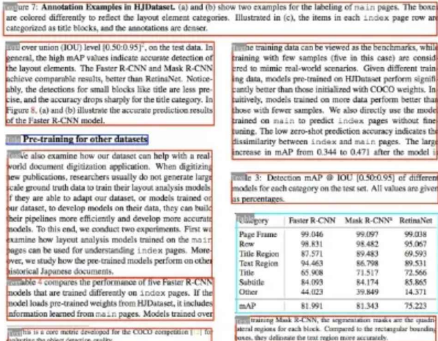 gure 7: Annotation Examples in HJDataset. (a) and (b) show two examples for the labeling of main pages. The boxes
are colored differently to reflect the layout element categories. Illustrated in (c), the items in each index page row are
categorized as title blocks, and the annotations are denser.
over union (IOU) level [0.50:0.95]², on the test data. In
general, the high mAP values indicate accurate detection of
the layout elements. The Faster R-CNN and Mask R-CNN
achieve comparable results, better than RetinaNet. Notice-
ably, the detections for small blocks like title are less pre-
cise, and the accuracy drops sharply for the title category. In
Figure 8, (a) and (b) illustrate the accurate prediction results
of the Faster R-CNN model.
Pre-training for other datasets
We also examine how our dataset can help with a real-
world document digitization application. When digitizing
new publications, researchers usually do not generate large
scale ground truth data to train their layout analysis models.
If they are able to adapt our dataset, or models trained on
our dataset, to develop models on their data, they can build
their pipelines more efficiently and develop more accurate
models. To this end, we conduct two experiments. First we
examine how layout analysis models trained on the main
pages can be used for understanding index pages. More-
over, we study how the pre-trained models perform on other
historical Japanese documents.
Table 4 compares the performance of five Faster R-CNN
models that are trained differently on index pages. If the
model loads pre-trained weights from HJDataset, it includes
information learned from main pages. Models trained over
This is a core metric developed for the COCO competition
evaluating the object detection quality.
the training data can be viewed as the benchmarks, while
training with few samples (five in this case) are consid-
ered to mimic real-world scenarios. Given different train-
ing data, models pre-trained on HJDataset perform signifi-
cantly better than those initialized with COCO weights. In-
tuitively, models trained on more data perform better than
those with fewer samples. We also directly use the model
trained on main to predict index pages without fine-
tuning. The low zero-shot prediction accuracy indicates the
dissimilarity between index and main pages. The large
increase in mAP from 0.344 to 0.471 after the model is
le 3: Detection mAP @ IOU [0.50:0.95] of different
models for each category on the test set. All values are given
as percentages.
Category Faster R-CNN Mask R-CNNᵃ RetinaNet
Page Frame 99.046 99.097 99.038
Row 98.831 98.482 95.067
Title Region 87.571 89.483 69.593
Text Region 94.463 86.798 89.531
Title 65.908 71.517 72.566
Subtitle 84.093 84.174 85.865
Other 44.023 39.849 14.371
mAP 81.991 81.343 75.223
training Mask R-CNN, the segmentation masks are the quadri-
lateral regions for each block. Compared to the rectangular bounding
boxes, they delineate the text region more accurately.